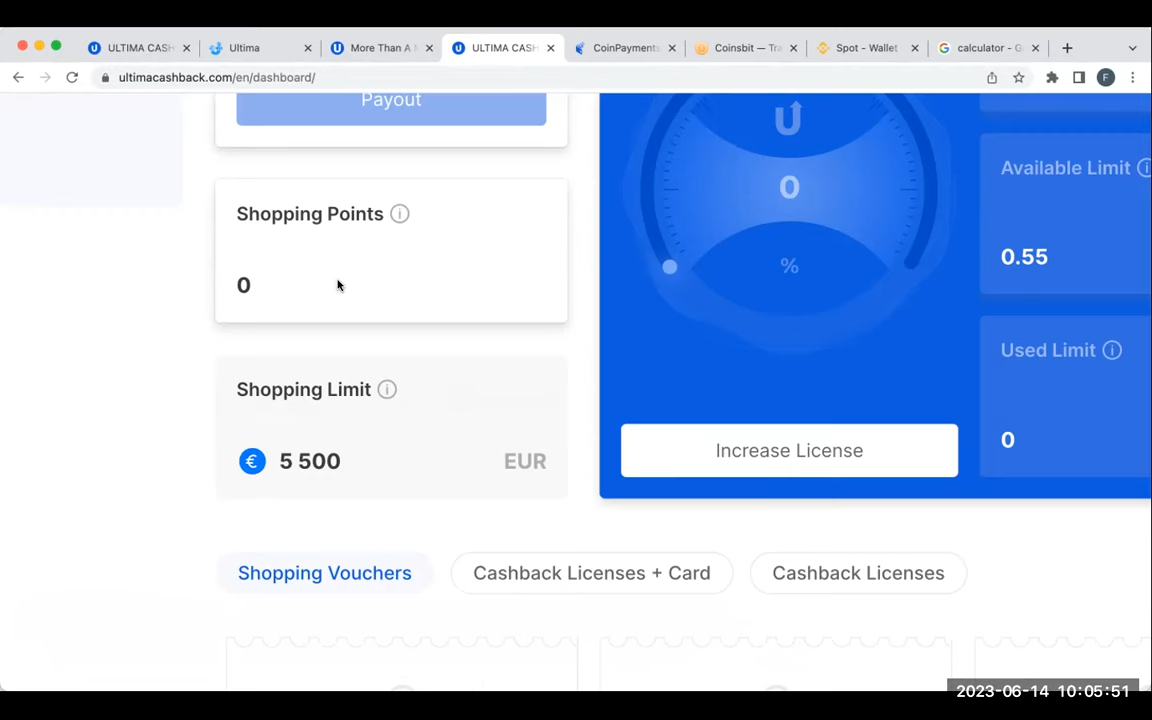 ULTIMA CASH
Ultima
More Than A
ULTIMA CASH
CoinPayments
Coinsbit — Tra
Spot - Wallet
calculator - G
ultimacashback.com/en/dashboard/
F
Payout
Shopping Points
0
Shopping Limit
€ 5 500 EUR
U
0
%
Increase License
Available Limit
0.55
Used Limit
0
Shopping Vouchers
Cashback Licenses + Card
Cashback Licenses
2023-06-14 10:05:51